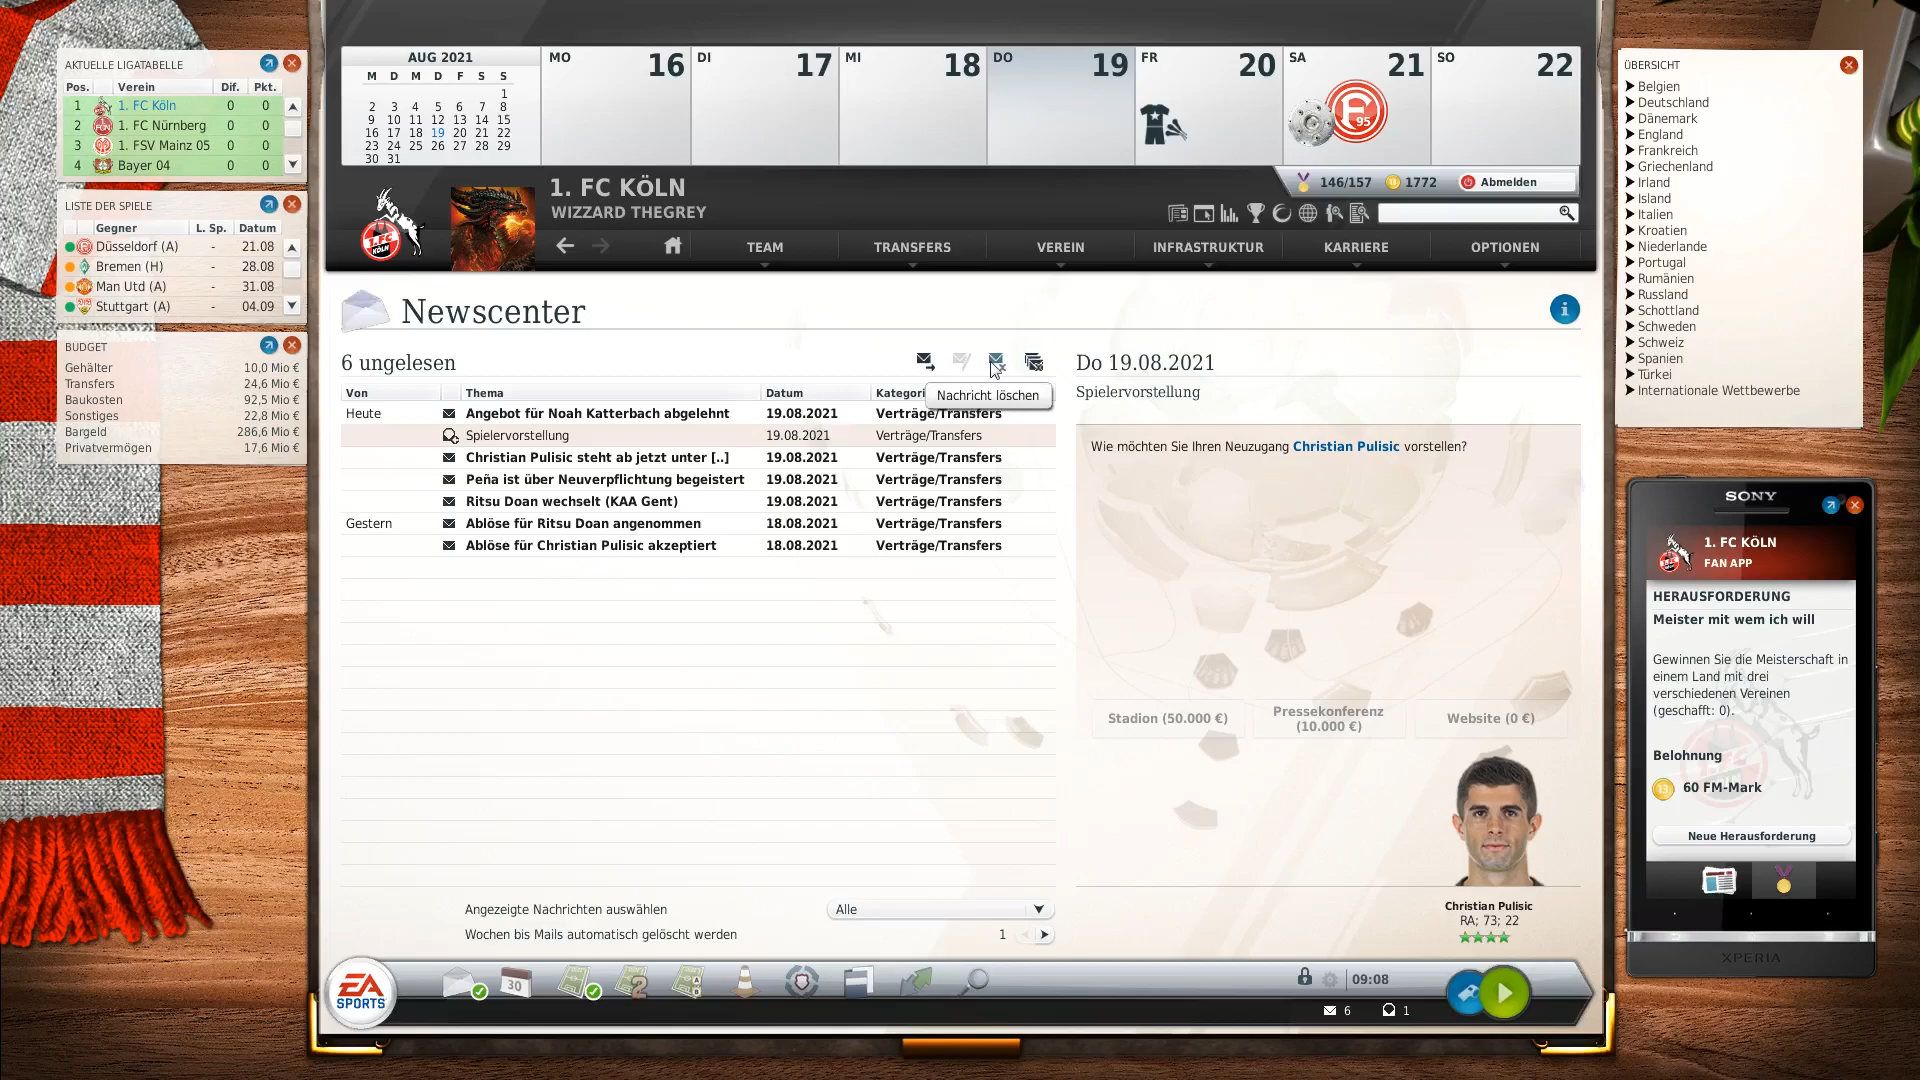 AKTUELLE LIGATABELLE
Pos. Verein Dif. Pkt.
1 1. FC Köln 0 0
2 1. FC Nürnberg 0 0
3 1. FSV Mainz 05 0 0
4 Bayer 04 0 0
LISTE DER SPIELE
Gegner L. Sp. Datum
Düsseldorf (A) - 21.08
Bremen (H) - 28.08
Man Utd (A) - 31.08
Stuttgart (A) - 04.09
BUDGET
Gehälter 10,0 Mio €
Transfers 24,6 Mio €
Baukosten 92,5 Mio €
Sonstiges 22,8 Mio €
Bargeld 286,6 Mio €
Privatvermögen 17,6 Mio €
AUG 2021
M D M D F S S
1
2 3 4 5 6 7 8
9 10 11 12 13 14 15
16 17 18 19 20 21 22
23 24 25 26 27 28 29
30 31
MO 16 DI 17 MI 18 DO 19 FR 20 SA 21 SO 22
F 95
146/157 1772 Abmelden
1. FC KÖLN
WIZZARD THEGREY
1.FC KÖLN
TEAM TRANSFERS VEREIN INFRASTRUKTUR KARRIERE OPTIONEN
Newscenter
6 ungelesen
Nachricht löschen
Von Thema Datum Kategori
Heute Angebot für Noah Katterbach abgelehnt 19.08.2021 Verträge/Transfers
Spielervorstellung 19.08.2021 Verträge/Transfers
Christian Pulisic steht ab jetzt unter [..] 19.08.2021 Verträge/Transfers
Peña ist über Neuverpflichtung begeistert 19.08.2021 Verträge/Transfers
Ritsu Doan wechselt (KAA Gent) 19.08.2021 Verträge/Transfers
Gestern Ablöse für Ritsu Doan angenommen 18.08.2021 Verträge/Transfers
Ablöse für Christian Pulisic akzeptiert 18.08.2021 Verträge/Transfers
Angezeigte Nachrichten auswählen Alle
Wochen bis Mails automatisch gelöscht werden 1
Do 19.08.2021
Spielervorstellung
Wie möchten Sie Ihren Neuzugang Christian Pulisic vorstellen?
Stadion (50.000 €) Pressekonferenz (10.000 €) Website (0 €)
Christian Pulisic
RA; 73; 22
EA SPORTS
30
2
09:08
6 1
ÜBERSICHT
Belgien
Deutschland
Dänemark
England
Frankreich
Griechenland
Irland
Island
Italien
Kroatien
Niederlande
Portugal
Rumänien
Russland
Schottland
Schweden
Schweiz
Spanien
Türkei
Internationale Wettbewerbe
SONY
1. FC KÖLN
FAN APP
HERAUSFORDERUNG
Meister mit wem ich will
Gewinnen Sie die Meisterschaft in
einem Land mit drei
verschiedenen Vereinen
(geschafft: 0).
Belohnung
13 60 FM-Mark
Neue Herausforderung
XPERIA